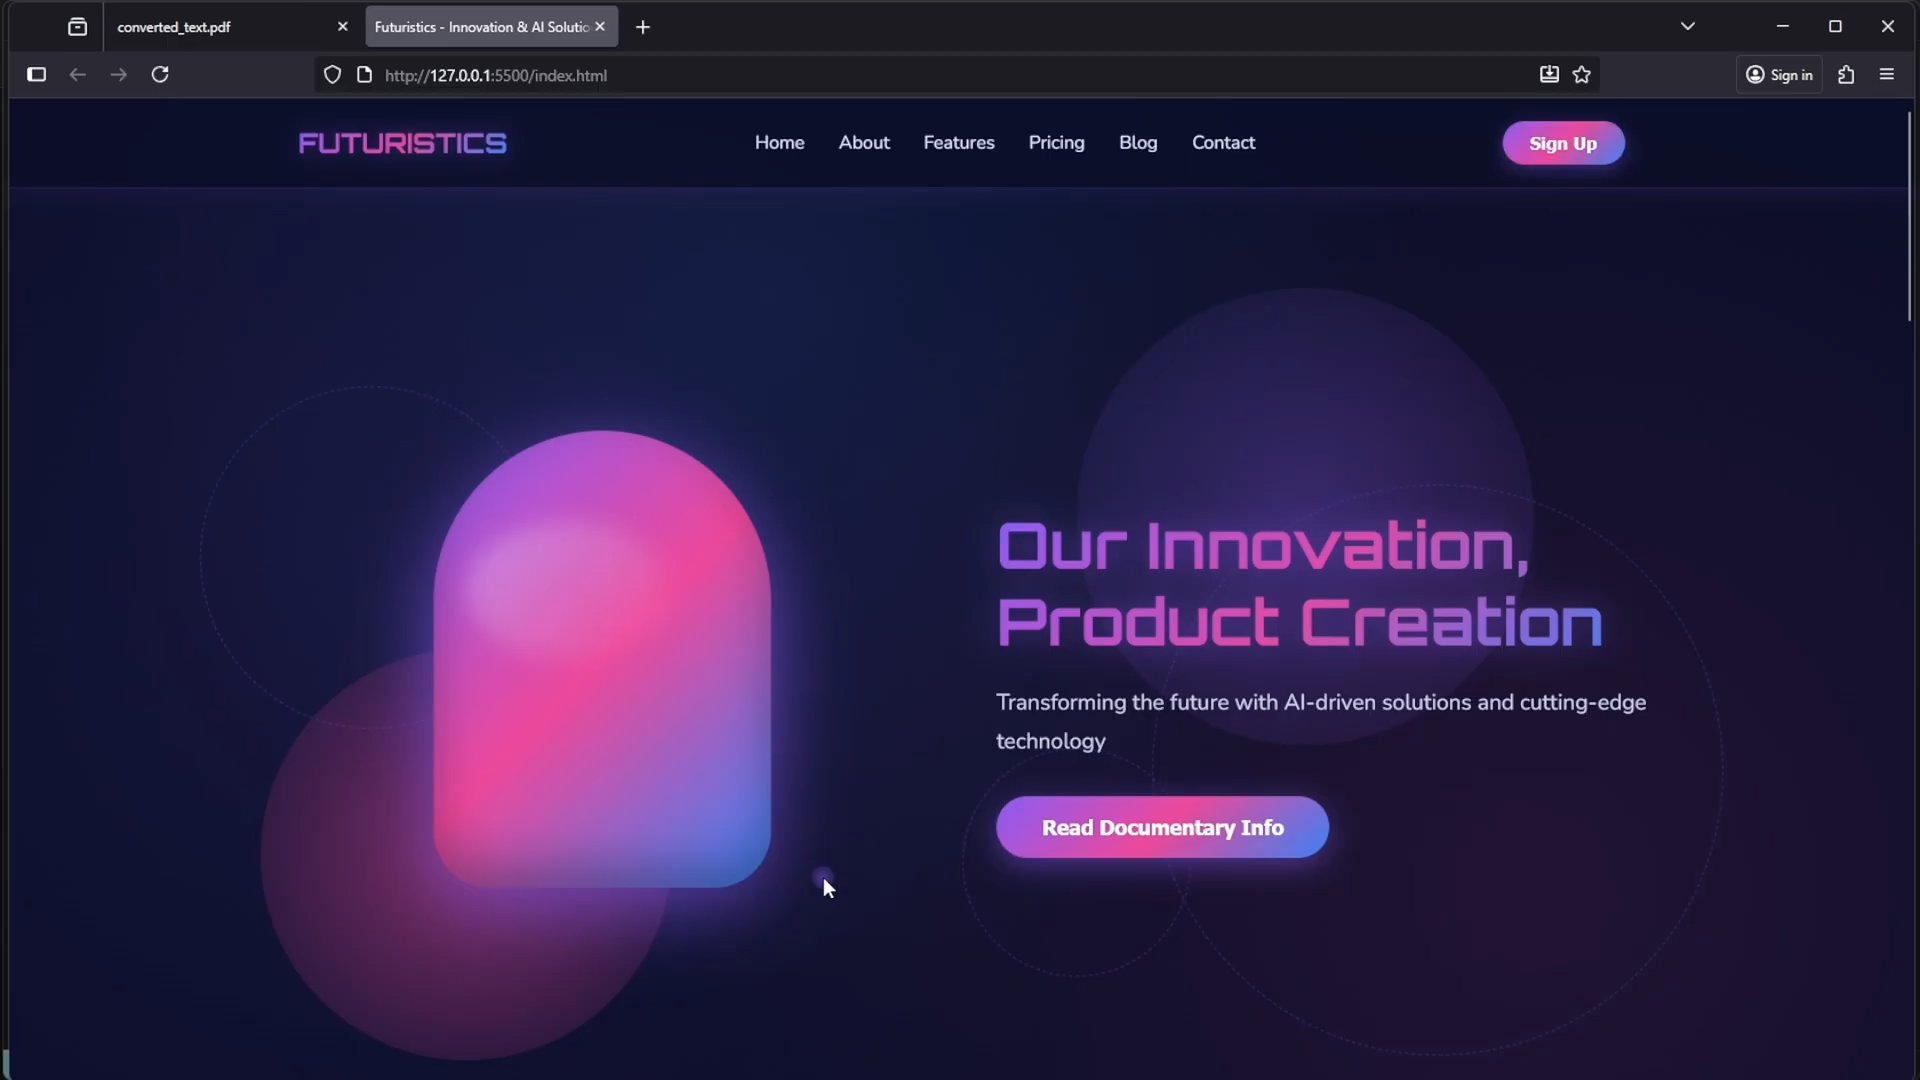 converted_text.pdf
Futuristics - Innovation & AI Solutio
http://127.0.0.1:5500/index.html
Sign in
FUTURISTICS
Home
About
Features
Pricing
Blog
Contact
Sign Up
Our Innovation,
Product Creation
Transforming the future with AI-driven solutions and cutting-edge
technology
Read Documentary Info